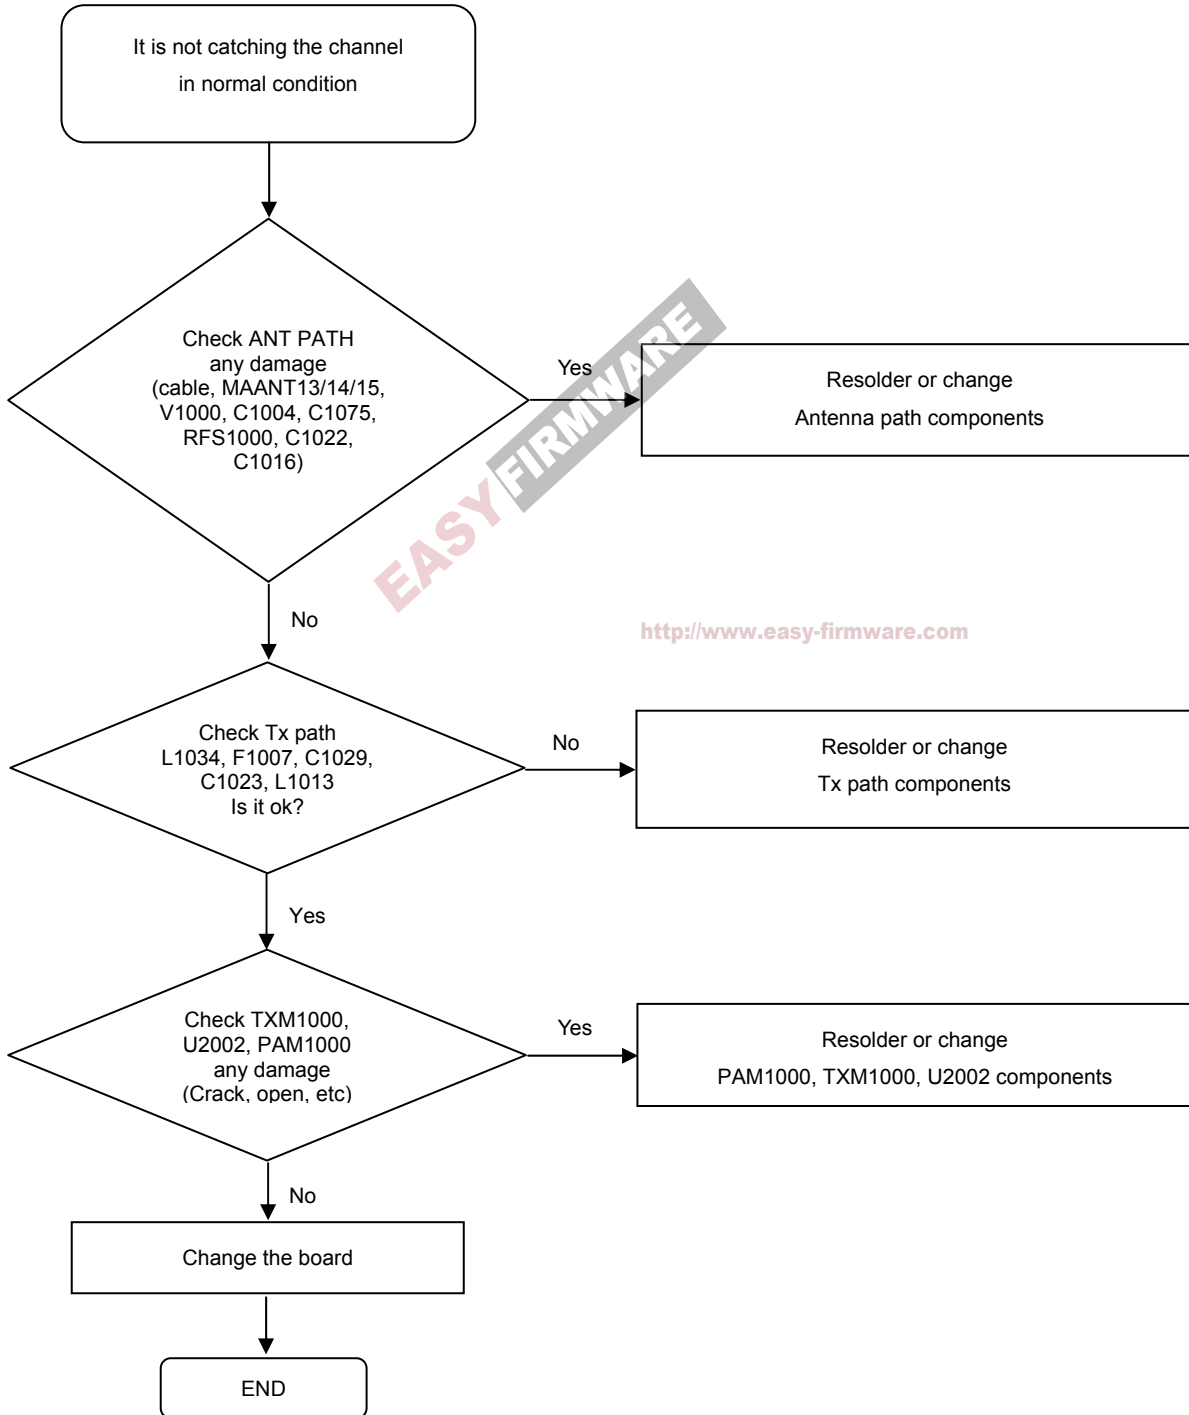 It is not catching the channel
in normal condition
Check ANT PATH
any damage
(cable, MAANT13/14/15,
V1000, C1004, C1075,
RFS1000, C1022,
C1016)
Yes
Resolder or change
Antenna path components
EASY FIRMWARE
No
http://www.easy-firmware.com
Check Tx path
L1034, F1007, C1029,
C1023, L1013
Is it ok?
No
Resolder or change
Tx path components
Yes
Check TXM1000,
U2002, PAM1000
any damage
(Crack, open, etc)
Yes
Resolder or change
PAM1000, TXM1000, U2002 components
No
Change the board
END